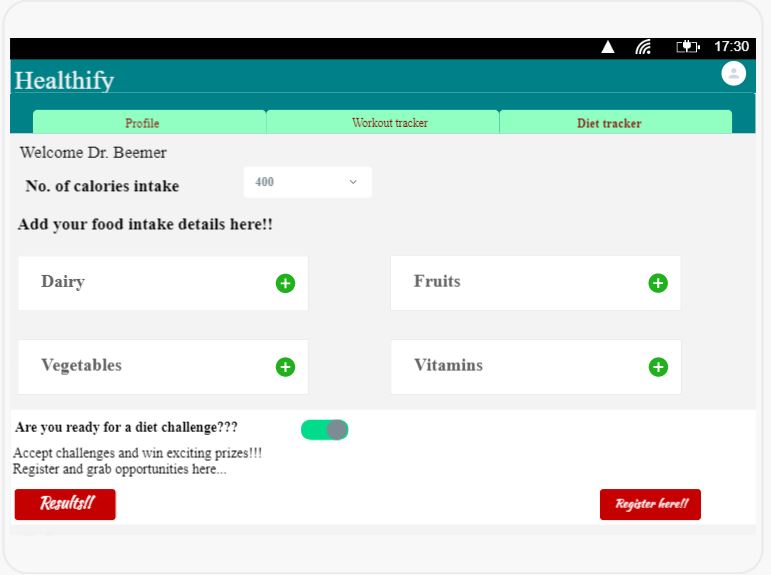 17:30
Healthify
Profile Workout tracker Diet tracker
Welcome Dr. Beemer
No. of calories intake 400
Add your food intake details here!!
Dairy Fruits
Vegetables Vitamins
Are you ready for a diet challenge???
Accept challenges and win exciting prizes!!!
Register and grab opportunities here...
Results!! Register here!!